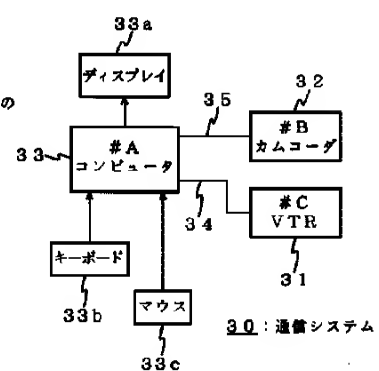 33a
ディスプレイ
の
35
32
#B
カムコーダ
33
#A
コンピュータ
34
#C
VTR
31
キーボード
33b
マウス
33c
30:通信システム